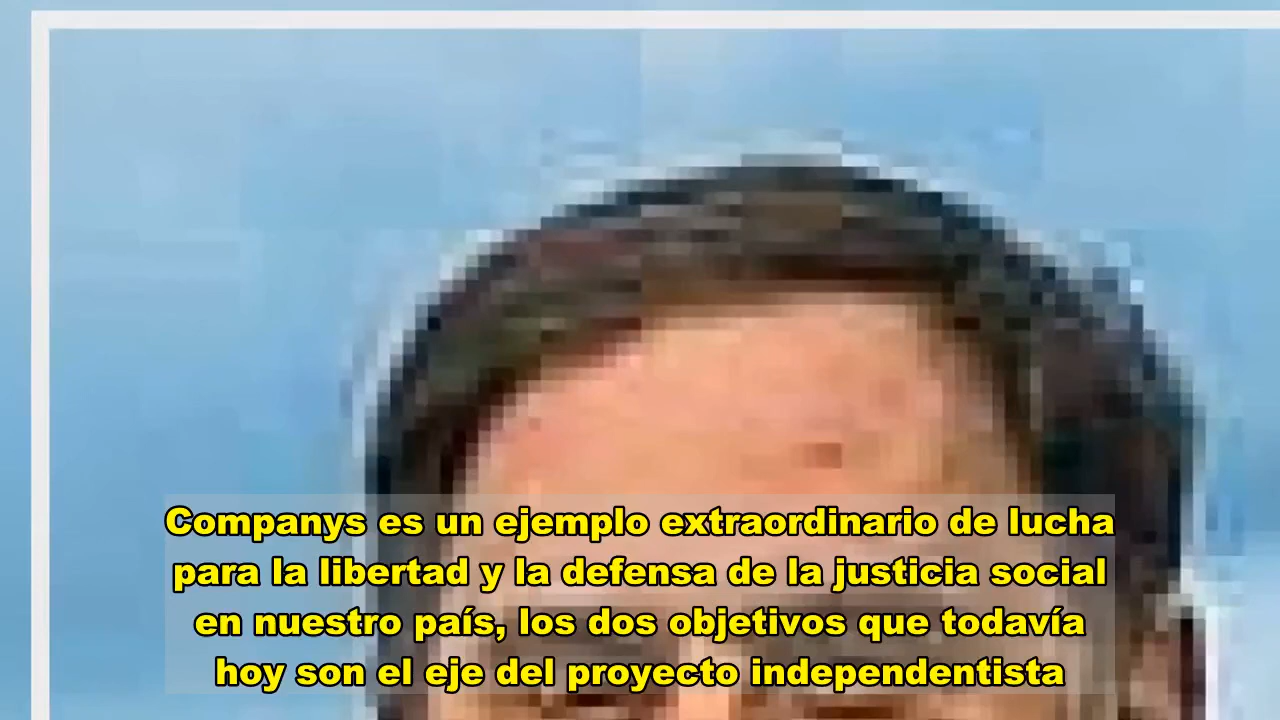 Companys es un ejemplo extraordinario de lucha
para la libertad y la defensa de la justicia social
en nuestro país, los dos objetivos que todavía
hoy son el eje del proyecto independentista